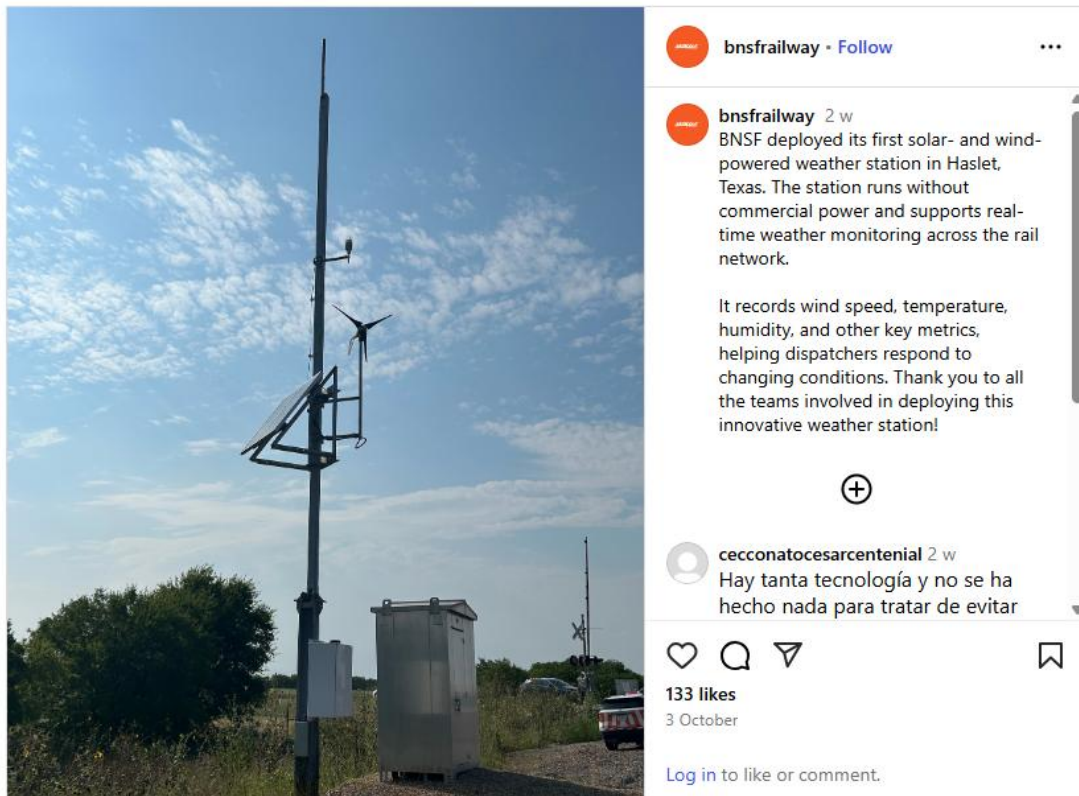 bnsfrailway • Follow
bnsfrailway 2 w
BNSF deployed its first solar- and wind-
powered weather station in Haslet,
Texas. The station runs without
commercial power and supports real-
time weather monitoring across the rail
network.
It records wind speed, temperature,
humidity, and other key metrics,
helping dispatchers respond to
changing conditions. Thank you to all
the teams involved in deploying this
innovative weather station!
cecconatocesarcentenial 2 w
Hay tanta tecnología y no se ha
hecho nada para tratar de evitar
133 likes
3 October
Log in to like or comment.